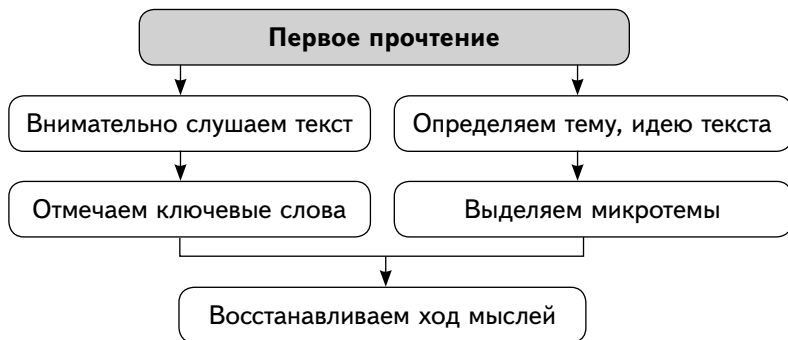 Первое прочтение
Внимательно слушаем текст
Определяем тему, идею текста
Отмечаем ключевые слова
Выделяем микротемы
Восстанавливаем ход мыслей